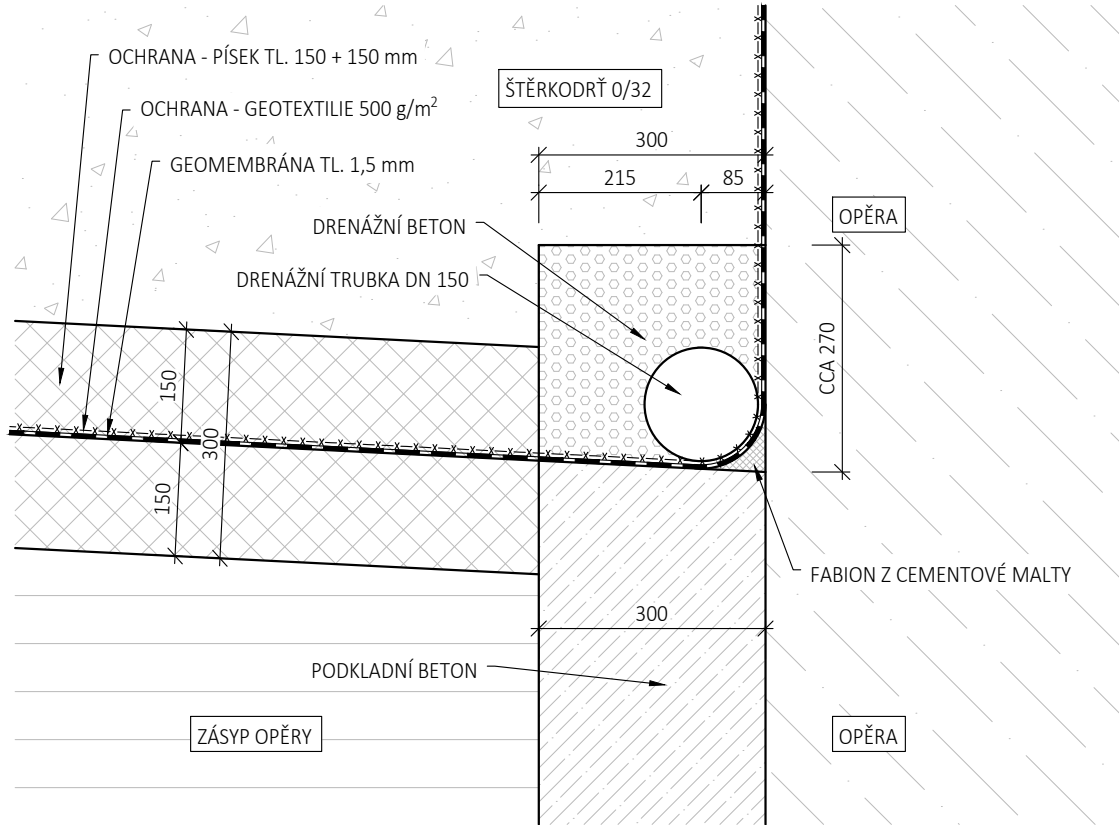 OCHRANA - PÍSEK TL. 150 + 150 mm
OCHRANA - GEOTEXTILIE 500 g/m²
GEOMEMBRÁNA TL. 1,5 mm
ŠTĚRKODRŤ 0/32
300
215
85
DRENÁŽNÍ BETON
DRENÁŽNÍ TRUBKA DN 150
OPĚRA
CCA 270
150
300
150
FABION Z CEMENTOVÉ MALTY
300
PODKLADNÍ BETON
ZÁSYP OPĚRY
OPĚRA